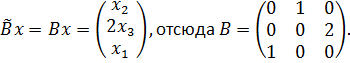 B̃x = Bx = (x₂ 2x₃ x₁), отсюда B = (0 1 0 0 0 2 1 0 0).